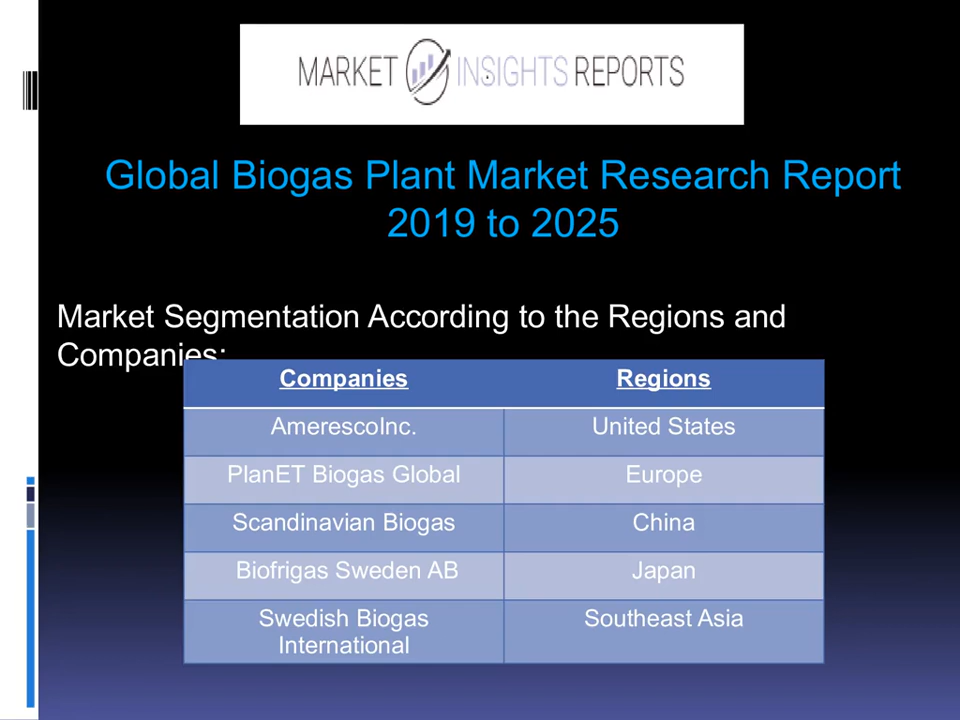 MARKET INSIGHTS REPORTS
Global Biogas Plant Market Research Report
2019 to 2025
Market Segmentation According to the Regions and
Companies:
Companies Regions
AmerescoInc. United States
PlanET Biogas Global Europe
Scandinavian Biogas China
Biofrigas Sweden AB Japan
Swedish Biogas
International Southeast Asia